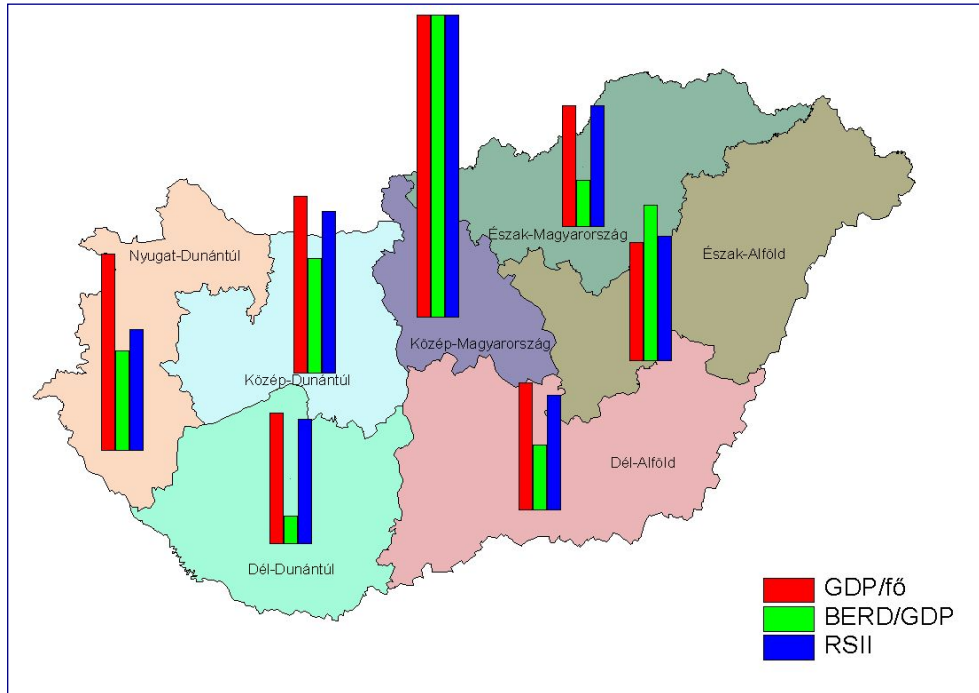 Észak-Magyarország
Nyugat-Dunántúl
Észak-Alföld
Közép-Magyarország
Közép-Dunántúl
Dél-Alföld
Dél-Dunántúl
GDP/fő
BERD/GDP
RSII